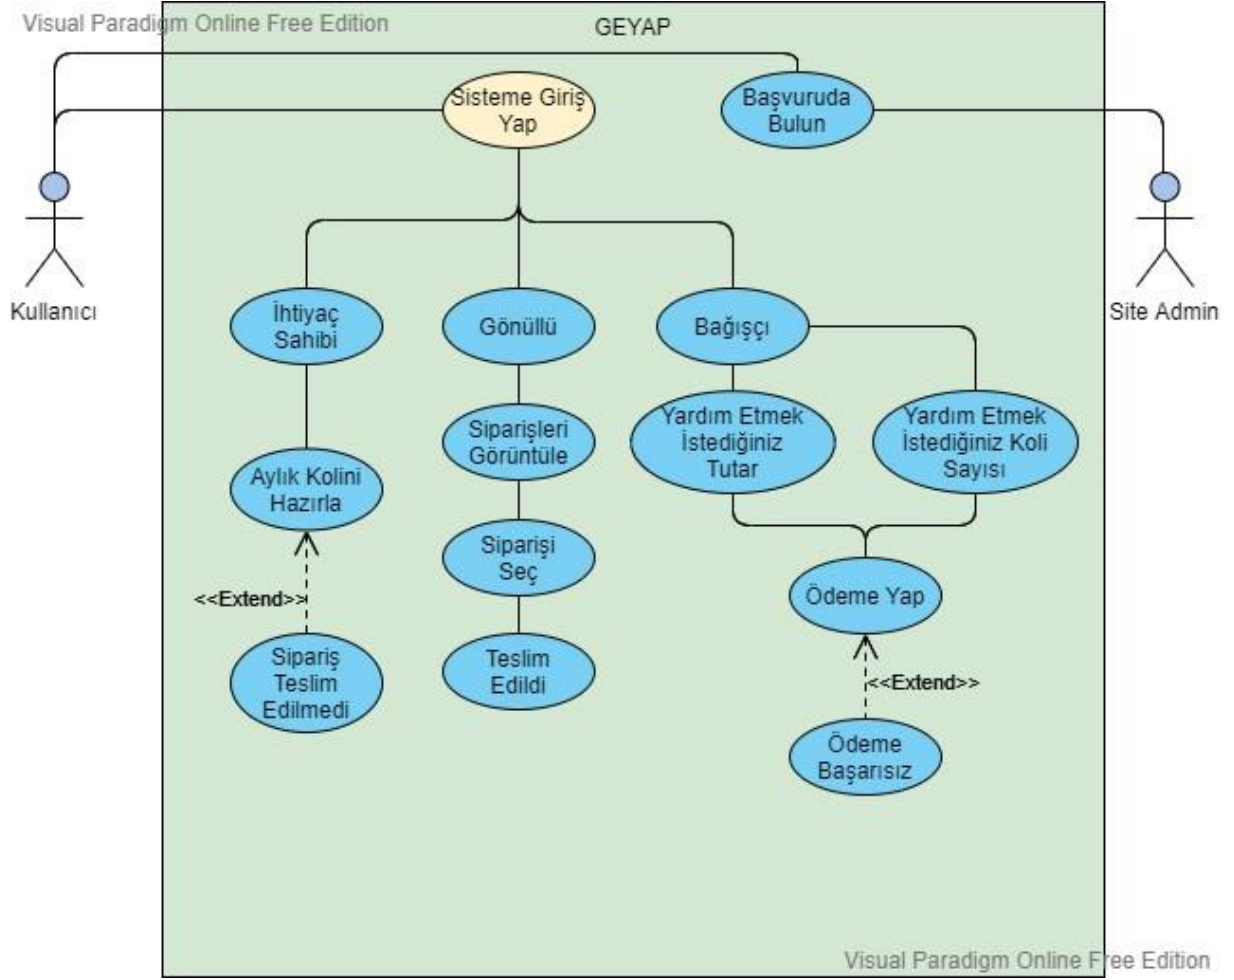 Visual Paradigm Online Free Edition
GEYAP
Sisteme Giriş
Yap
Başvuruda
Bulun
Kullanıcı
Site Admin
İhtiyaç
Sahibi
Gönüllü
Bağışçı
Siparişleri
Görüntüle
Yardım Etmek
İstediğiniz
Tutar
Yardım Etmek
İstediğiniz Koli
Sayısı
Aylık Kolini
Hazırla
Siparişi
Seç
<<Extend>>
Ödeme Yap
Sipariş
Teslim
Edilmedi
Teslim
Edildi
<<Extend>>
Ödeme
Başarısız
Visual Paradigm Online Free Edition